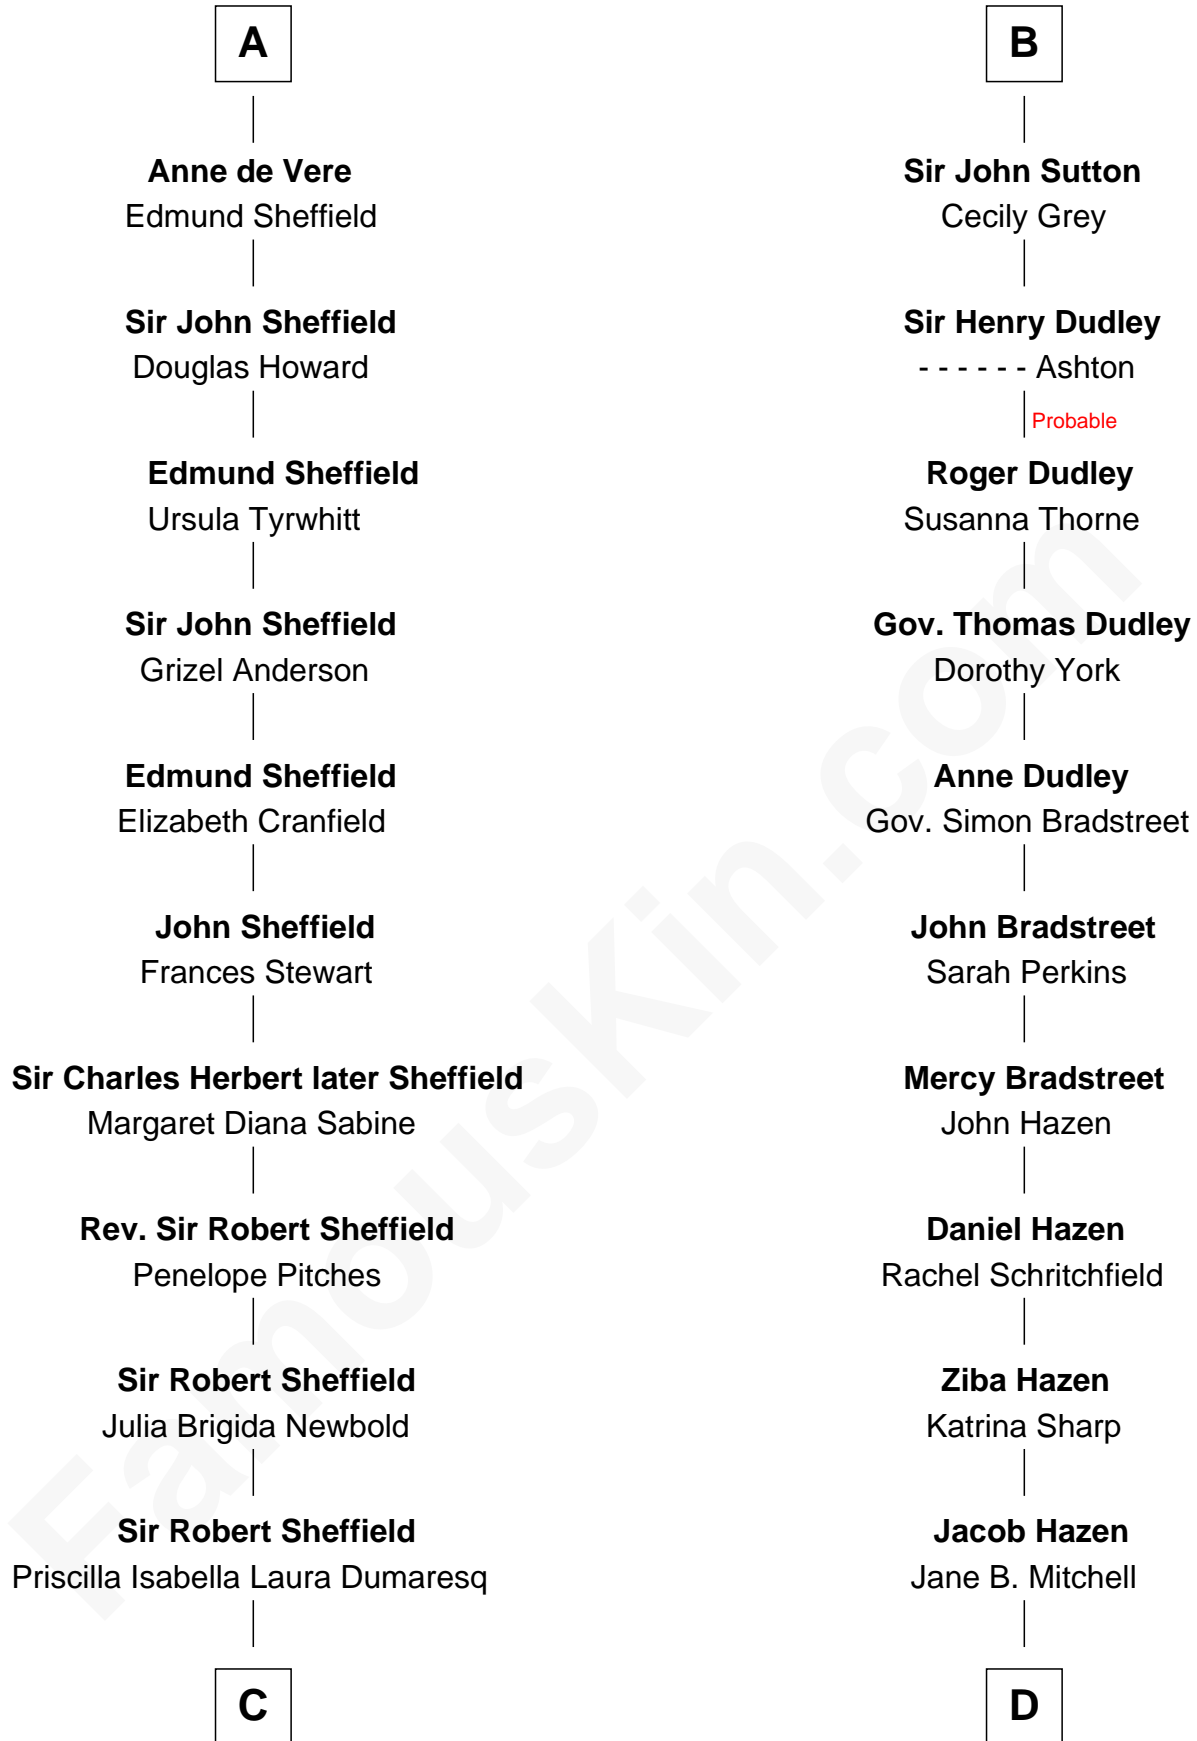 A
Anne de Vere
Edmund Sheffield
Sir John Sheffield
Douglas Howard
Edmund Sheffield
Ursula Tyrwhitt
Sir John Sheffield
Grizel Anderson
Edmund Sheffield
Elizabeth Cranfield
John Sheffield
Frances Stewart
Sir Charles Herbert later Sheffield
Margaret Diana Sabine
Rev. Sir Robert Sheffield
Penelope Pitches
Sir Robert Sheffield
Julia Brigida Newbold
Sir Robert Sheffield
Priscilla Isabella Laura Dumaresq
C
B
Sir John Sutton
Cecily Grey
Sir Henry Dudley
- - - - - - Ashton
Probable
Roger Dudley
Susanna Thorne
Gov. Thomas Dudley
Dorothy York
Anne Dudley
Gov. Simon Bradstreet
John Bradstreet
Sarah Perkins
Mercy Bradstreet
John Hazen
Daniel Hazen
Rachel Schritchfield
Ziba Hazen
Katrina Sharp
Jacob Hazen
Jane B. Mitchell
D
FamousKin.com